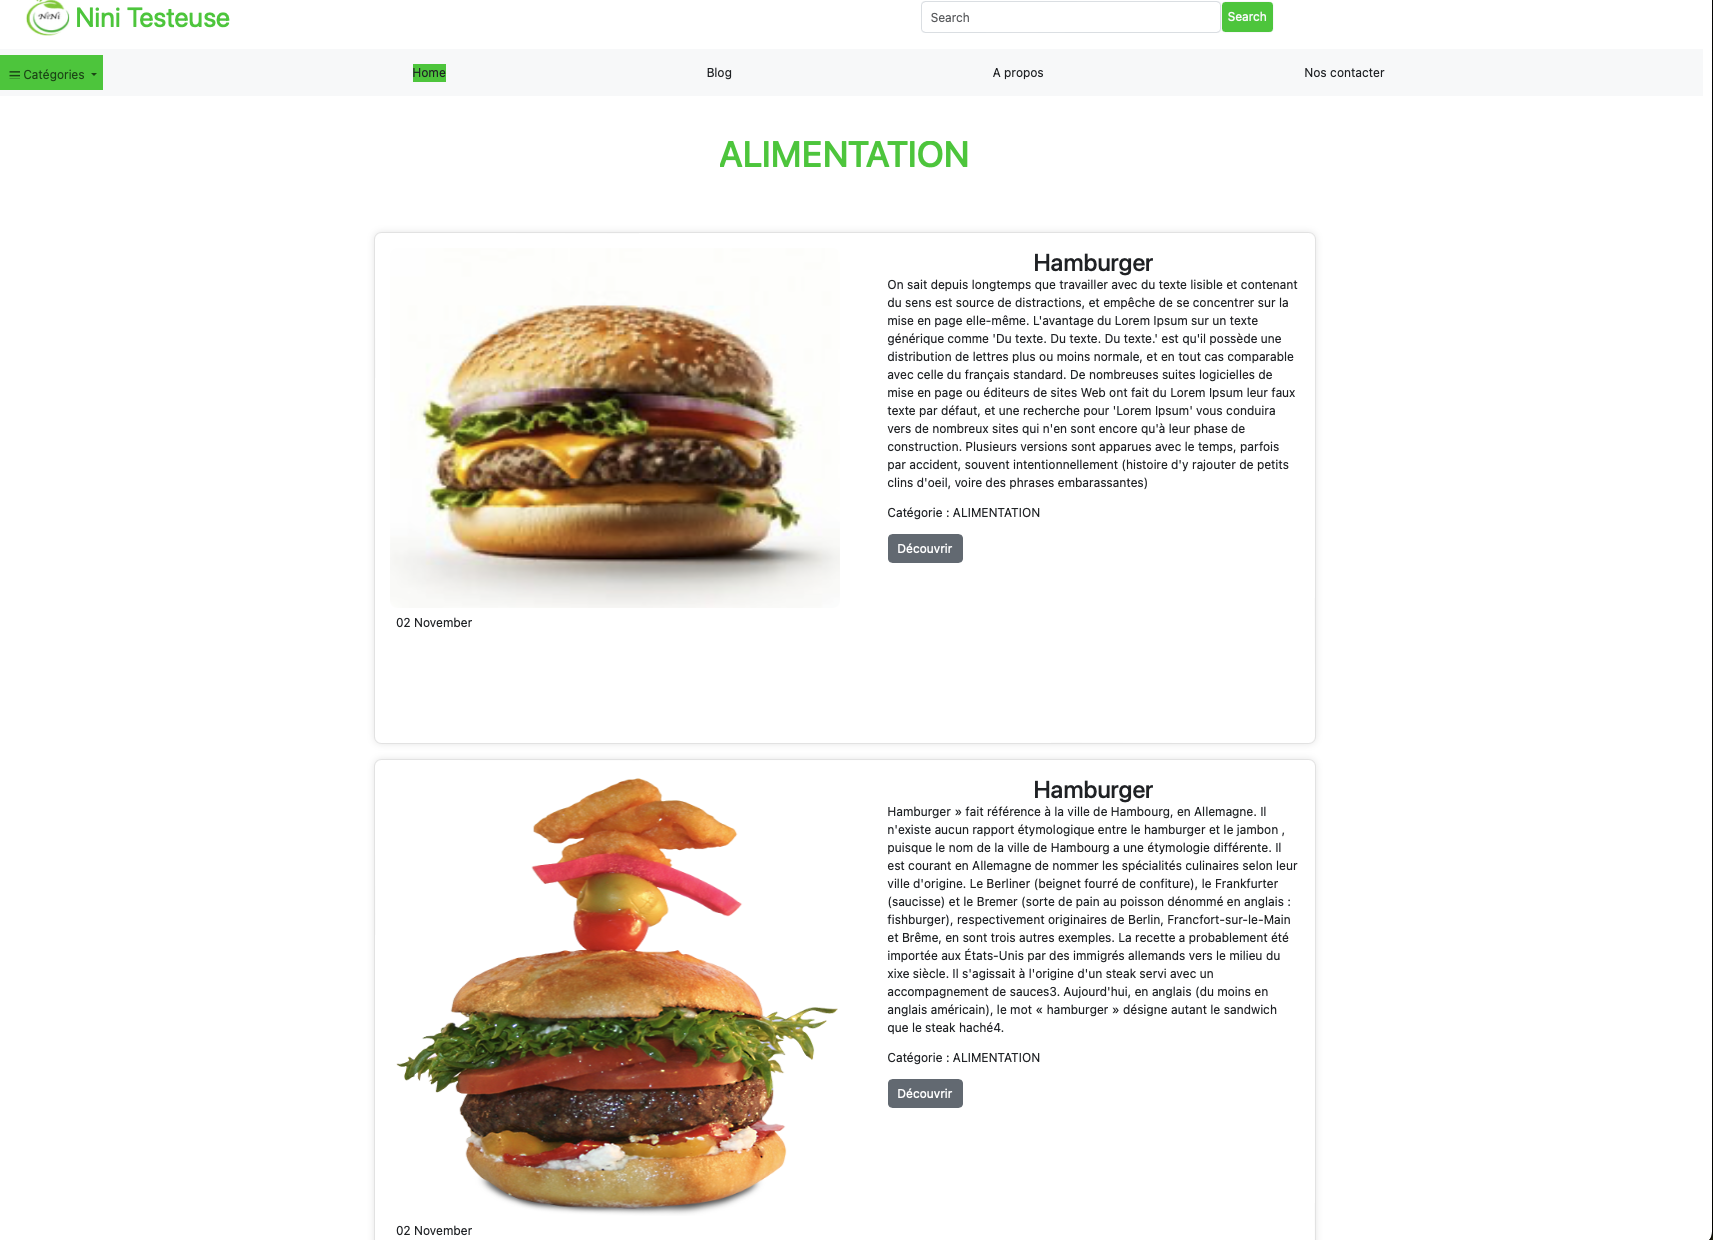 NiNi
Nini Testeuse
Search
Search
Catégories
Home
Blog
A propos
Nos contacter
ALIMENTATION
Hamburger
On sait depuis longtemps que travailler avec du texte lisible et contenant
du sens est source de distractions, et empêche de se concentrer sur la
mise en page elle-même. L'avantage du Lorem Ipsum sur un texte
générique comme 'Du texte. Du texte. Du texte.' est qu'il possède une
distribution de lettres plus ou moins normale, et en tout cas comparable
avec celle du français standard. De nombreuses suites logicielles de
mise en page ou éditeurs de sites Web ont fait du Lorem Ipsum leur faux
texte par défaut, et une recherche pour 'Lorem Ipsum' vous conduira
vers de nombreux sites qui n'en sont encore qu'à leur phase de
construction. Plusieurs versions sont apparues avec le temps, parfois
par accident, souvent intentionnellement (histoire d'y rajouter de petits
clins d'oeil, voire des phrases embarassantes)
Catégorie : ALIMENTATION
Découvrir
02 November
Hamburger
Hamburger » fait référence à la ville de Hambourg, en Allemagne. Il
n'existe aucun rapport étymologique entre le hamburger et le jambon ,
puisque le nom de la ville de Hambourg a une étymologie différente. Il
est courant en Allemagne de nommer les spécialités culinaires selon leur
ville d'origine. Le Berliner (beignet fourré de confiture), le Frankfurter
(saucisse) et le Bremer (sorte de pain au poisson dénommé en anglais :
fishburger), respectivement originaires de Berlin, Francfort-sur-le-Main
et Brême, en sont trois autres exemples. La recette a probablement été
importée aux États-Unis par des immigrés allemands vers le milieu du
xixe siècle. Il s'agissait à l'origine d'un steak servi avec un
accompagnement de sauces3. Aujourd'hui, en anglais (du moins en
anglais américain), le mot « hamburger » désigne autant le sandwich
que le steak haché4.
Catégorie : ALIMENTATION
Découvrir
02 November